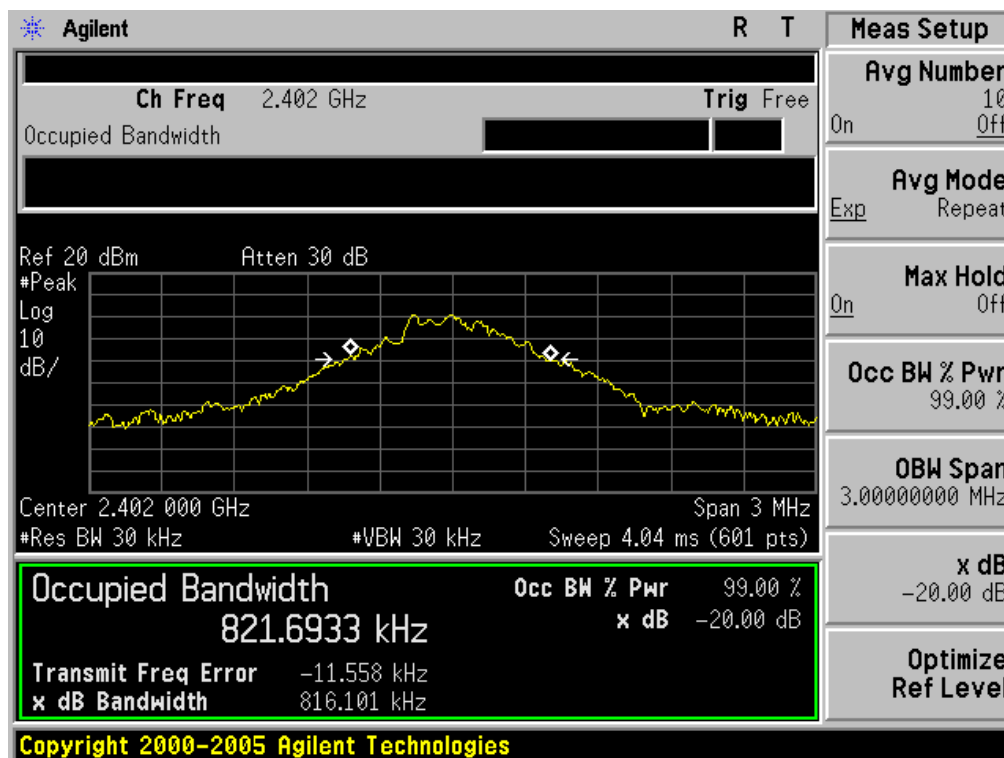 Agilent R T
Meas Setup
Ch Freq 2.402 GHz Trig Free
Occupied Bandwidth
Avg Number
10
On Off
Avg Mode
Exp Repeat
Max Hold
On Off
Occ BW % Pwr
99.00 %
OBW Span
3.00000000 MHz
x dB
-20.00 dB
Optimize
Ref Level
Ref 20 dBm Atten 30 dB
#Peak
Log
10
dB/
Center 2.402 000 GHz Span 3 MHz
#Res BW 30 kHz #VBW 30 kHz Sweep 4.04 ms (601 pts)
Occupied Bandwidth Occ BW % Pwr 99.00 %
821.6933 kHz x dB -20.00 dB
Transmit Freq Error -11.558 kHz
x dB Bandwidth 816.101 kHz
Copyright 2000-2005 Agilent Technologies